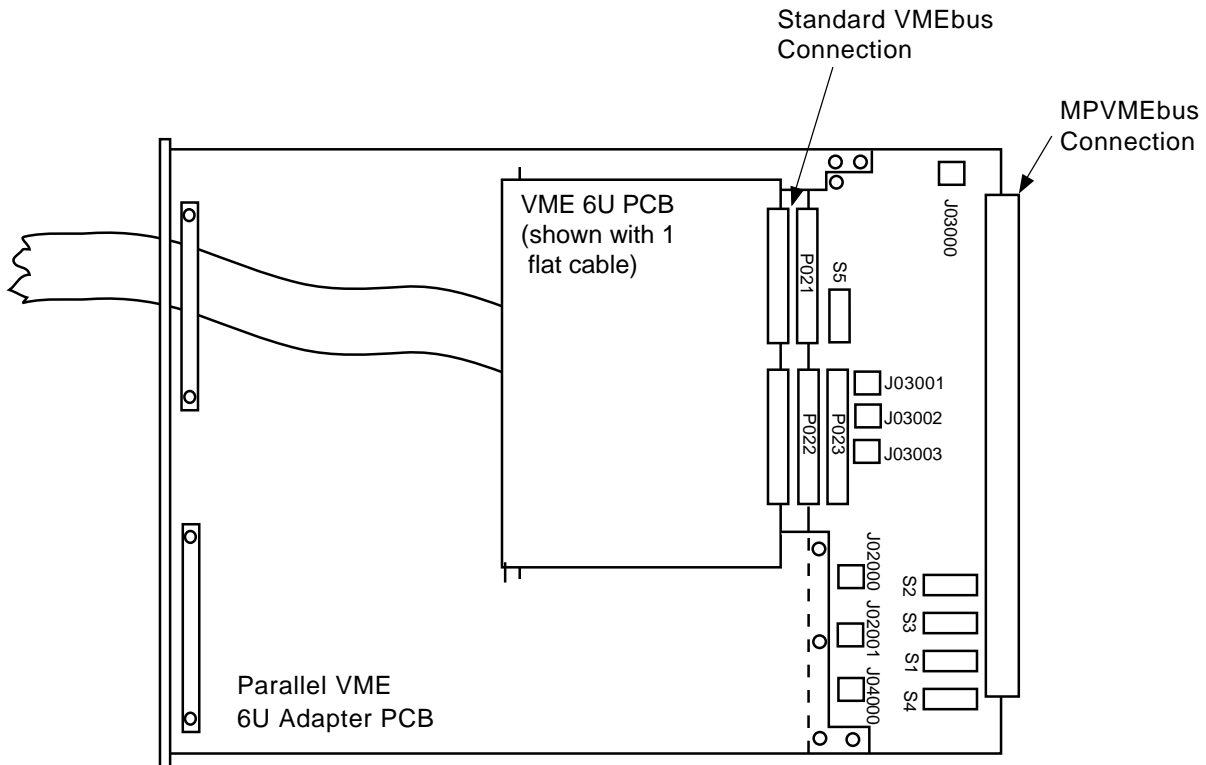 Standard VMEbus
Connection
MPVMEbus
Connection
VME 6U PCB
(shown with 1
flat cable)
P021
S5
J03000
J03001
J03002
J03003
P022
P023
J02000
J02001
J04000
S2
S3
S1
S4
Parallel VME
6U Adapter PCB